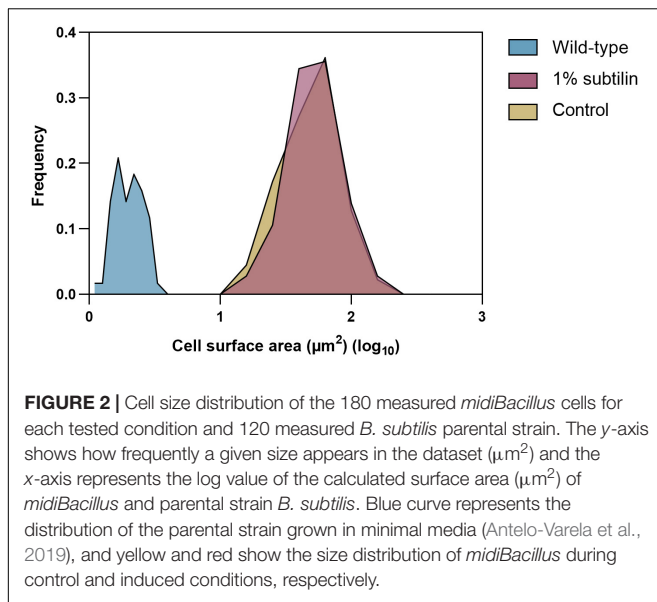 0.4
0.3
0.2
0.1
0.0
Frequency
0
1
2
3
Cell surface area (μm²) (log₁₀)
Wild-type
1% subtilin
Control
FIGURE 2 | Cell size distribution of the 180 measured midiBacillus cells for
each tested condition and 120 measured B. subtilis parental strain. The y-axis
shows how frequently a given size appears in the dataset (μm²) and the
x-axis represents the log value of the calculated surface area (μm²) of
midiBacillus and parental strain B. subtilis. Blue curve represents the
distribution of the parental strain grown in minimal media (Antelo-Varela et al.,
2019), and yellow and red show the size distribution of midiBacillus during
control and induced conditions, respectively.